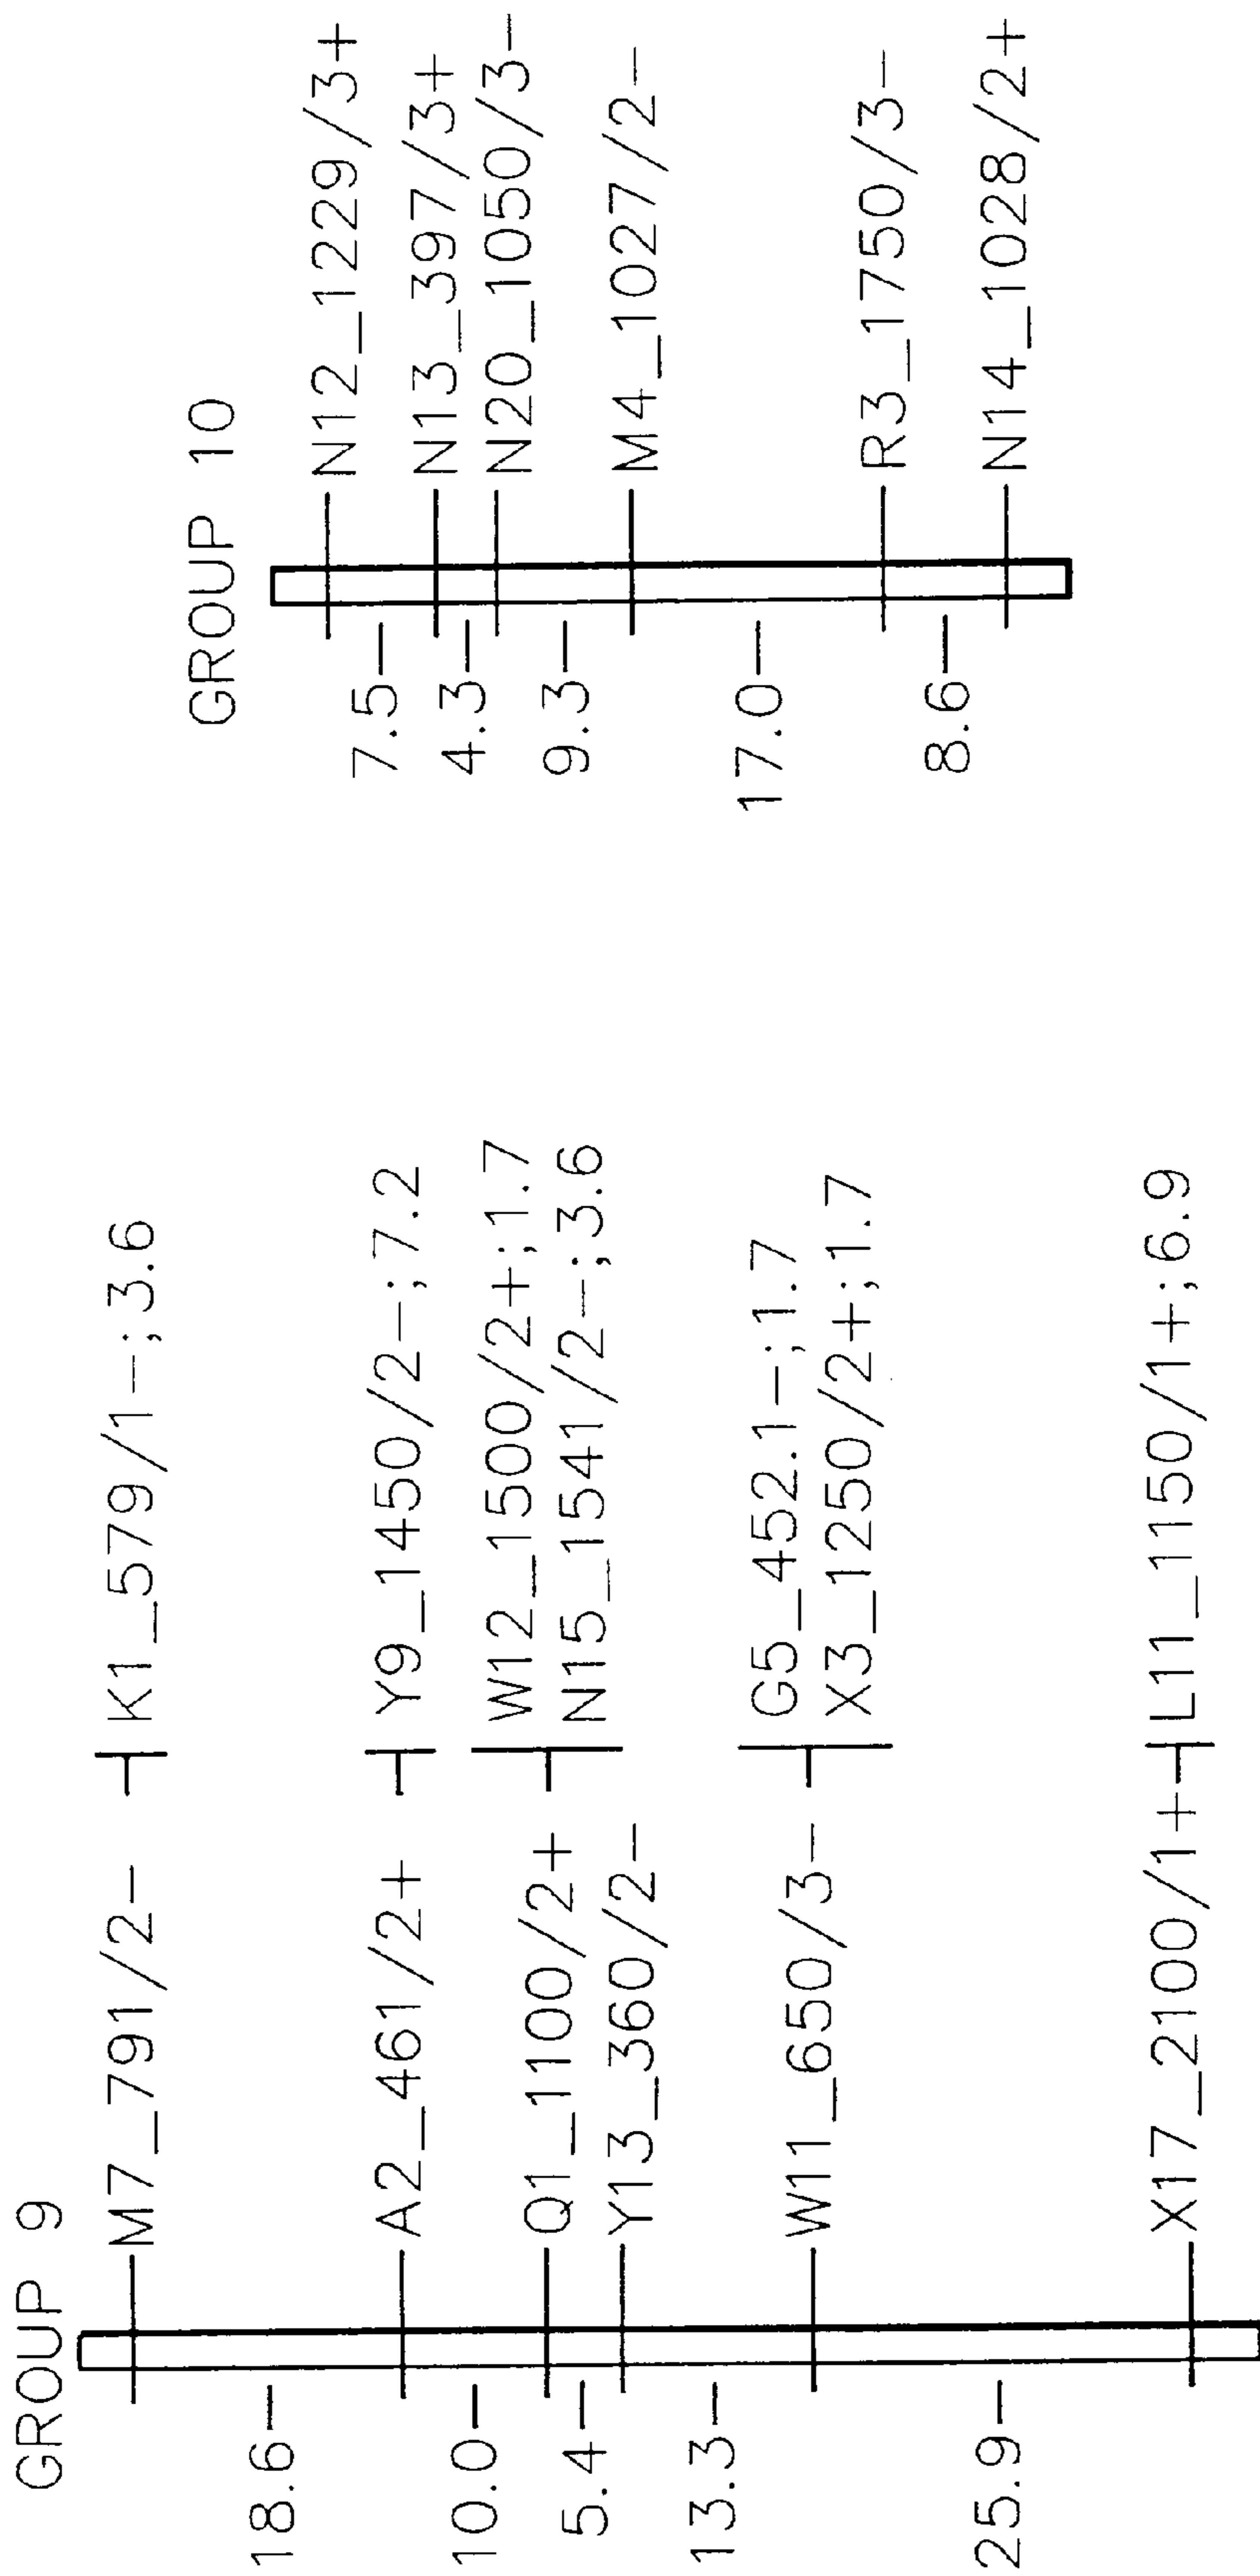 GROUP 9
M7_791/2- K1_579/1-;3.6
18.6
A2_461/2+ Y9_1450/2-;7.2
10.0
W12_1500/2+;1.7
Q1_1100/2+
N15_1541/2-;3.6
5.4
Y13_360/2-
13.3
G5_452.1-;1.7
W11_650/3-
X3_1250/2+;1.7
25.9
X17_2100/1+ L11_1150/1+;6.9
GROUP 10
N12_1229/3+
7.5
N13_397/3+
4.3
N20_1050/3-
9.3
M4_1027/2-
17.0
R3_1750/3-
8.6
N14_1028/2+